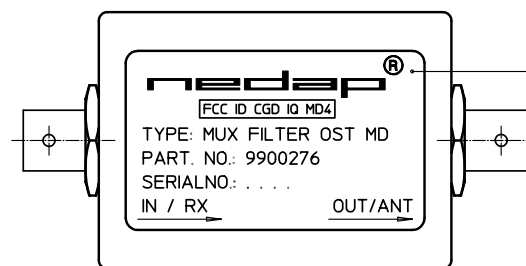 nedap®
FCC ID CGD IQ MD4
TYPE: MUX FILTER OST MD
PART. NO.: 9900276
SERIALNO.: . . . .
IN / RX OUT/ANT